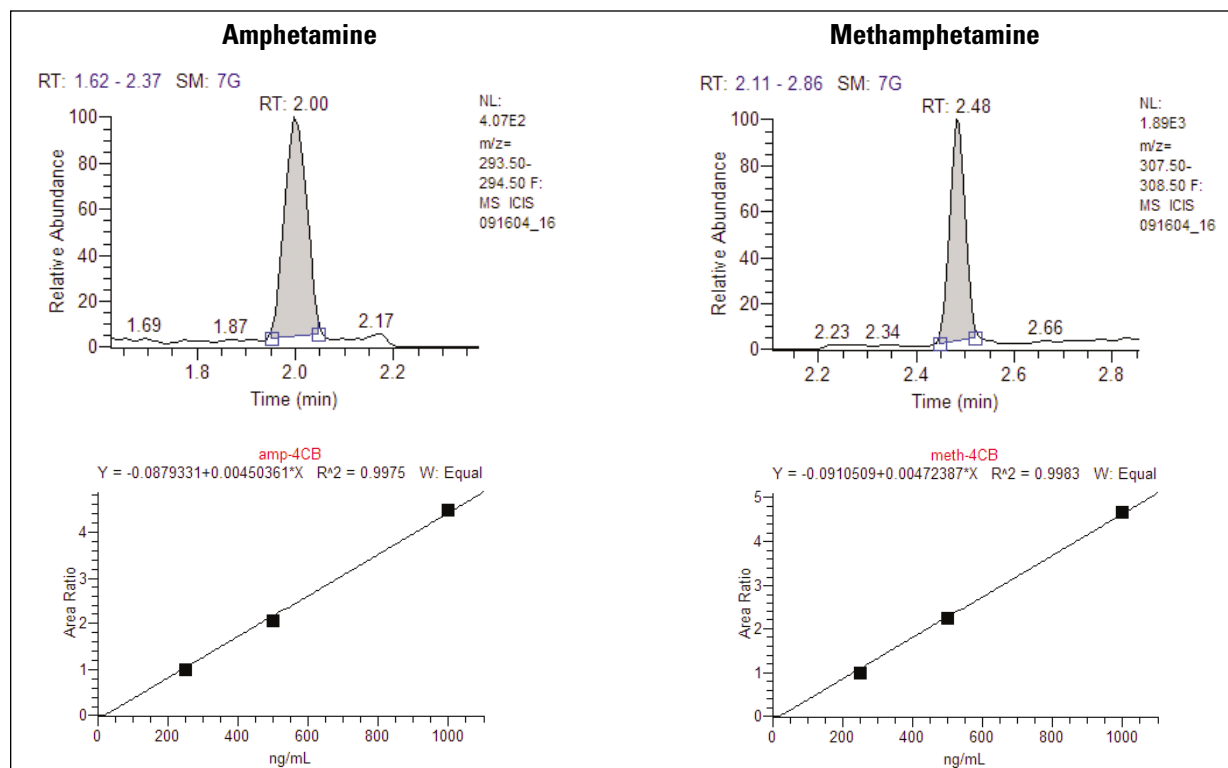 Amphetamine
RT: 1.62 - 2.37 SM: 7G
RT: 2.00
NL:
4.07E2
m/z=
293.50-
294.50 F:
MS ICIS
091604_16
100
80
60
40
20
0
Relative Abundance
1.69
1.87
2.17
1.8
2.0
2.2
Time (min)
Methamphetamine
RT: 2.11 - 2.86 SM: 7G
RT: 2.48
NL:
1.89E3
m/z=
307.50-
308.50 F:
MS ICIS
091604_16
100
80
60
40
20
0
Relative Abundance
2.23
2.34
2.66
2.2
2.4
2.6
2.8
Time (min)
amp-4CB
Y = -0.0879331+0.00450361*X R^2 = 0.9975 W: Equal
4
3
2
1
0
Area Ratio
0
200
400
600
800
1000
ng/mL
meth-4CB
Y = -0.0910509+0.00472387*X R^2 = 0.9983 W: Equal
5
4
3
2
1
0
Area Ratio
0
200
400
600
800
1000
ng/mL